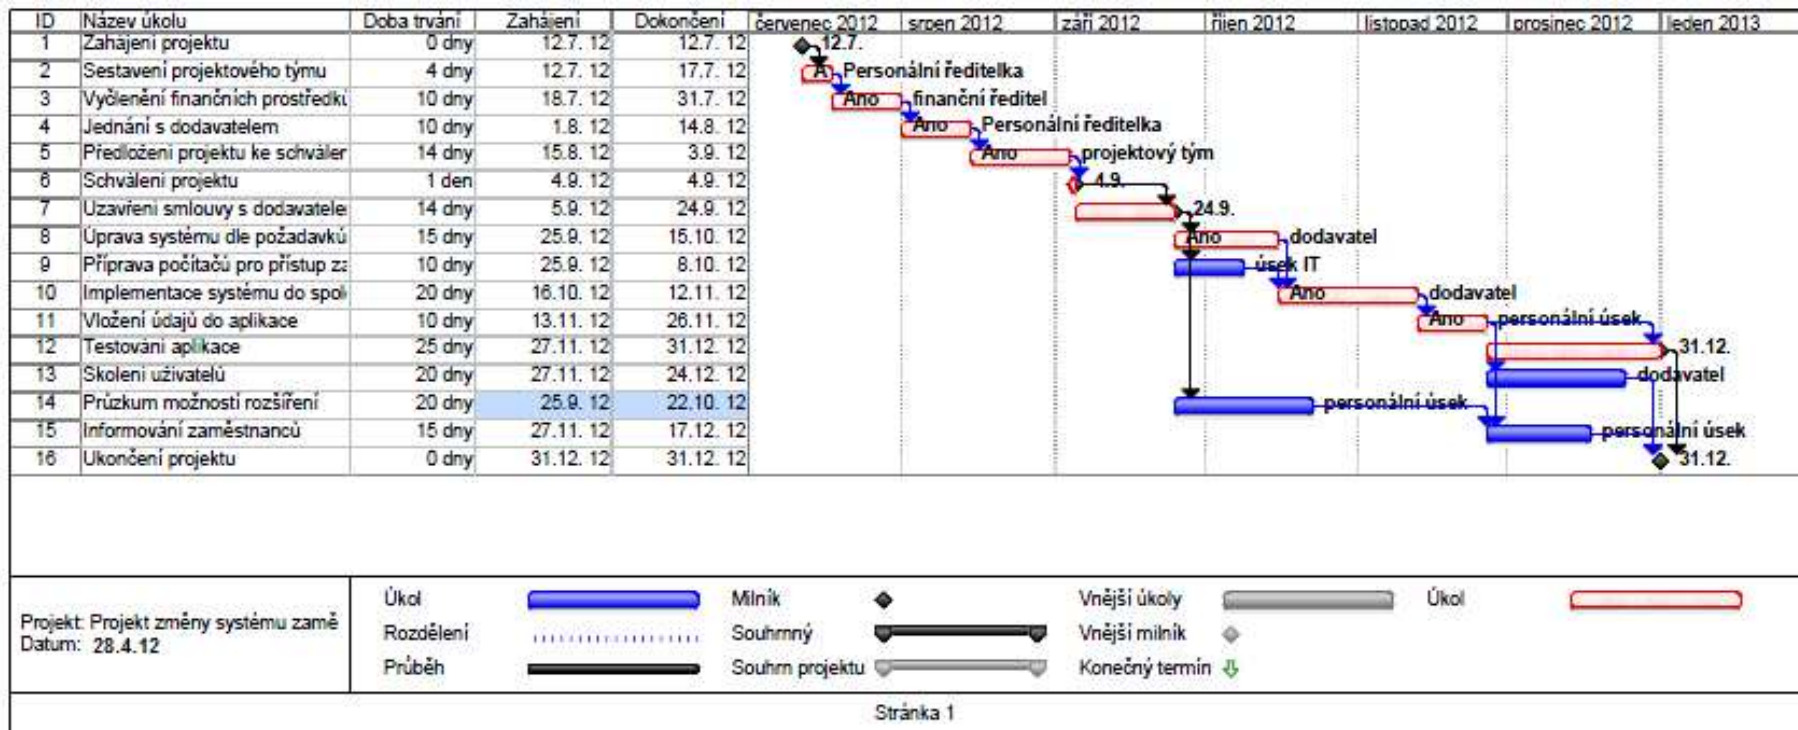 ID Název úkolu Doba trvání Zahájení Dokončení červenec 2012 srpen 2012 září 2012 říjen 2012 listopad 2012 prosinec 2012 leden 2013
1 Zahájení projektu 0 dny 12.7. 12 12.7. 12 12.7.
2 Sestavení projektového týmu 4 dny 12.7. 12 17.7. 12 A Personální ředitelka
3 Vyčlenění finančních prostředků 10 dny 18.7. 12 31.7. 12 Ano finanční ředitel
4 Jednání s dodavatelem 10 dny 1.8. 12 14.8. 12 Ano Personální ředitelka
5 Předložení projektu ke schválen 14 dny 15.8. 12 3.9. 12 Ano projektový tým
6 Schválení projektu 1 den 4.9. 12 4.9. 12 4.9.
7 Uzavření smlouvy s dodavatele 14 dny 5.9. 12 24.9. 12 24.9.
8 Úprava systému dle požadavků 15 dny 25.9. 12 15.10. 12 Ano dodavatel
9 Příprava počítačů pro přístup za 10 dny 25.9. 12 8.10. 12 úsek IT
10 Implementace systému do spol 20 dny 16.10. 12 12.11. 12 Ano dodavatel
11 Vložení údajů do aplikace 10 dny 13.11. 12 26.11. 12 Ano personální úsek
12 Testování aplikace 25 dny 27.11. 12 31.12. 12 31.12.
13 Školení uživatelů 20 dny 27.11. 12 24.12. 12 dodavatel
14 Průzkum možností rozšíření 20 dny 25.9. 12 22.10. 12 personální úsek
15 Informování zaměstnanců 15 dny 27.11. 12 17.12. 12 personální úsek
16 Ukončení projektu 0 dny 31.12. 12 31.12. 12 31.12.
Projekt: Projekt změny systému zamě
Datum: 28.4.12
Úkol Milník Vnější úkoly Úkol
Rozdělení Souhrnný Vnější milník
Průběh Souhrn projektu Konečný termín
Stránka 1